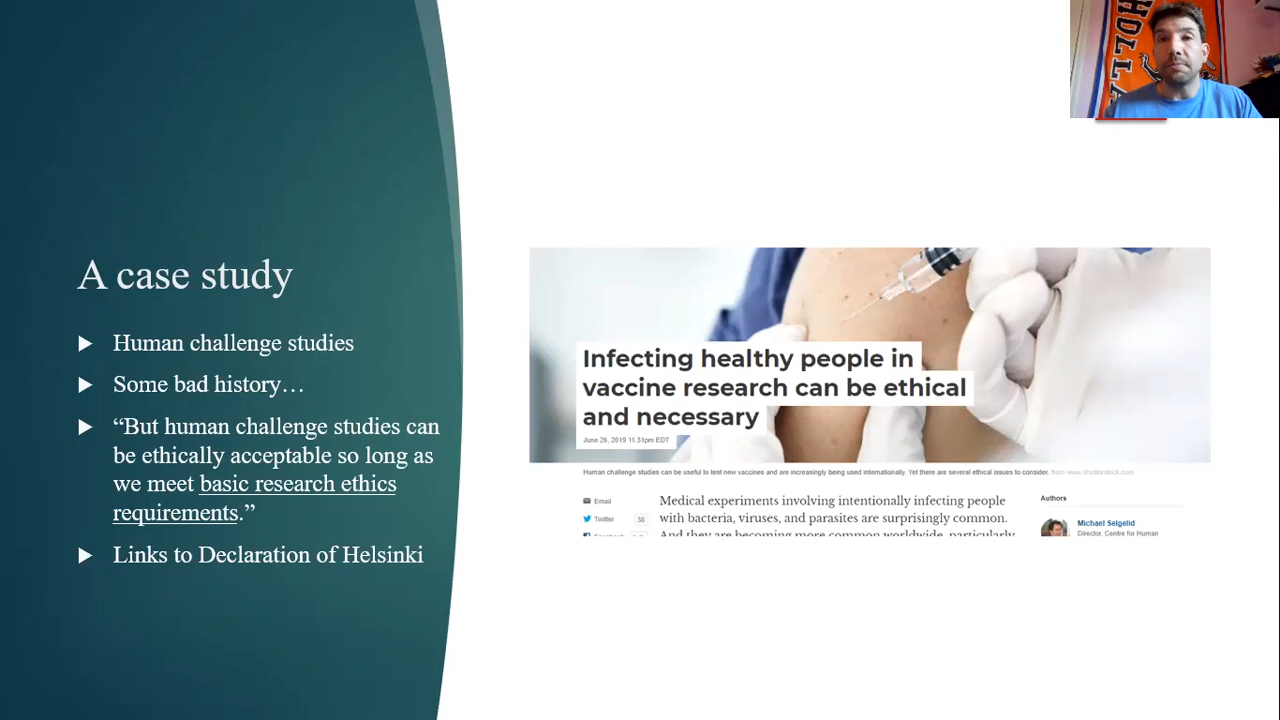 A case study
Human challenge studies
Some bad history…
“But human challenge studies can
be ethically acceptable so long as
we meet basic research ethics
requirements.”
Links to Declaration of Helsinki
Infecting healthy people in
vaccine research can be ethical
and necessary
June 26, 2019 11.31pm EDT
Human challenge studies can be useful to test new vaccines and are increasingly being used internationally. Yet there are several ethical issues to consider. from www.shutterstock.com
Email
Twitter
38
Facebook
Medical experiments involving intentionally infecting people
with bacteria, viruses, and parasites are surprisingly common.
And they are becoming more common worldwide, particularly
Authors
Michael Selgelid
Director, Centre for Human